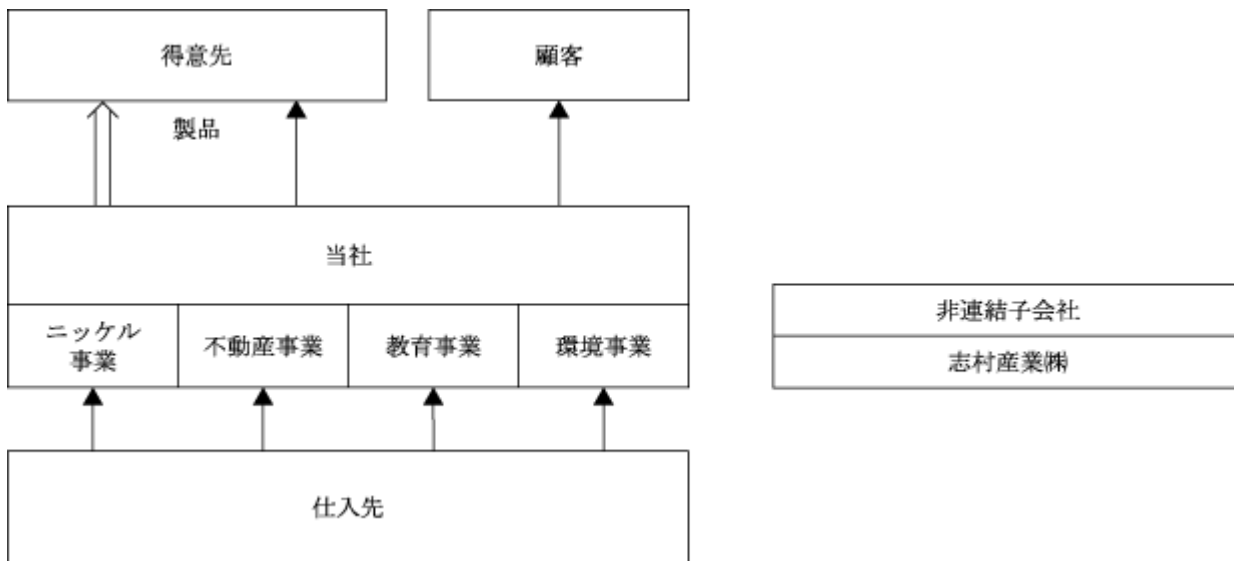 得意先
顧客
製品
当社
ニッケル
事業
不動産事業
教育事業
環境事業
非連結子会社
志村産業㈱
仕入先